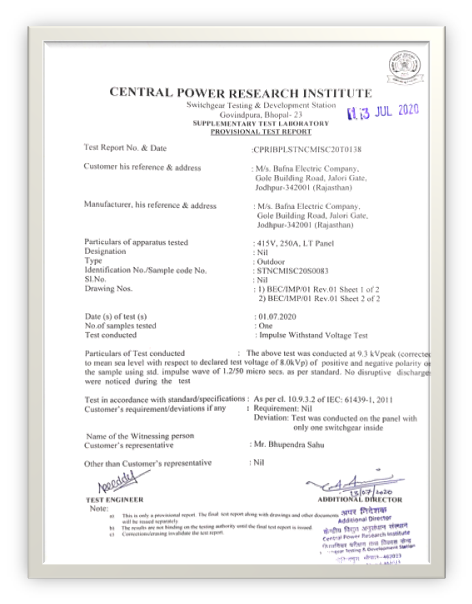 CENTRAL POWER RESEARCH INSTITUTE
Switchgear Testing & Development Station
Govindpura, Bhopal- 23
SUPPLEMENTARY TEST LABORATORY
PROVISIONAL TEST REPORT
13 JUL 2020
Test Report No. & Date :CPRIBPLSTNCMISC20T0138
Customer his reference & address : M/s. Bafna Electric Company,
Gole Building Road, Jalori Gate,
Jodhpur-342001 (Rajasthan)
Manufacturer, his reference & address : M/s. Bafna Electric Company,
Gole Building Road, Jalori Gate,
Jodhpur-342001 (Rajasthan)
Particulars of apparatus tested : 415V, 250A, LT Panel
Designation : Nil
Type : Outdoor
Identification No./Sample code No. : STNCMISC20S0083
Sl.No. : Nil
Drawing Nos. : 1) BEC/IMP/01 Rev.01 Sheet 1 of 2
2) BEC/IMP/01 Rev.01 Sheet 2 of 2
Date (s) of test (s) : 01.07.2020
No.of samples tested : One
Test conducted : Impulse Withstand Voltage Test
Particulars of Test conducted : The above test was conducted at 9.3 kVpeak (corrected
to mean sea level with respect to declared test voltage of 8.0kVp) of positive and negative polarity on
the sample using std. impulse wave of 1.2/50 micro secs. as per standard. No disruptive discharge
were noticed during the test
Test in accordance with standard/specifications : As per cl. 10.9.3.2 of IEC: 61439-1, 2011
Customer's requirement/deviations if any : Requirement: Nil
Deviation: Test was conducted on the panel with
only one switchgear inside
Name of the Witnessing person
Customer's representative : Mr. Bhupendra Sahu
Other than Customer's representative : Nil
15/07/2020
TEST ENGINEER ADDITIONAL DIRECTOR
Note:
a) This is only a provisional report. The final test report along with drawings and other documents
will be issued separately.
b) The results are not binding on the testing authority until the final test report is issued
c) Corrections/erasing invalidate the test report.
अपर निदेशक
Additional Director
केन्द्रीय विद्युत अनुसंधान संस्थान
Central Power Research Institute
Testing & Development Station